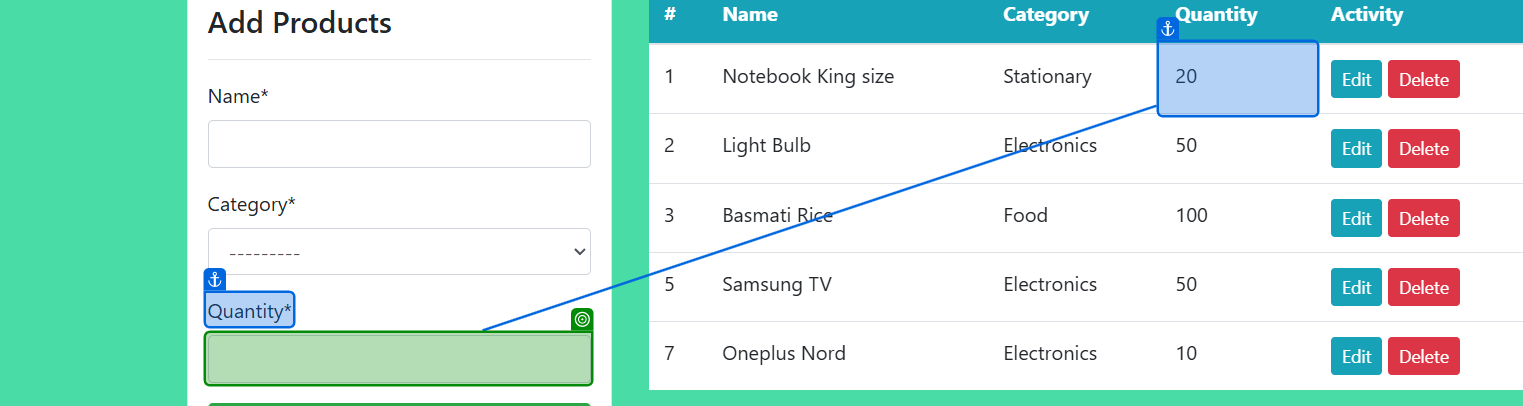 Add Products
Name*
Category*
---------
Quantity*
# Name Category Quantity Activity
1 Notebook King size Stationary 20 Edit Delete
2 Light Bulb Electronics 50 Edit Delete
3 Basmati Rice Food 100 Edit Delete
5 Samsung TV Electronics 50 Edit Delete
7 Oneplus Nord Electronics 10 Edit Delete